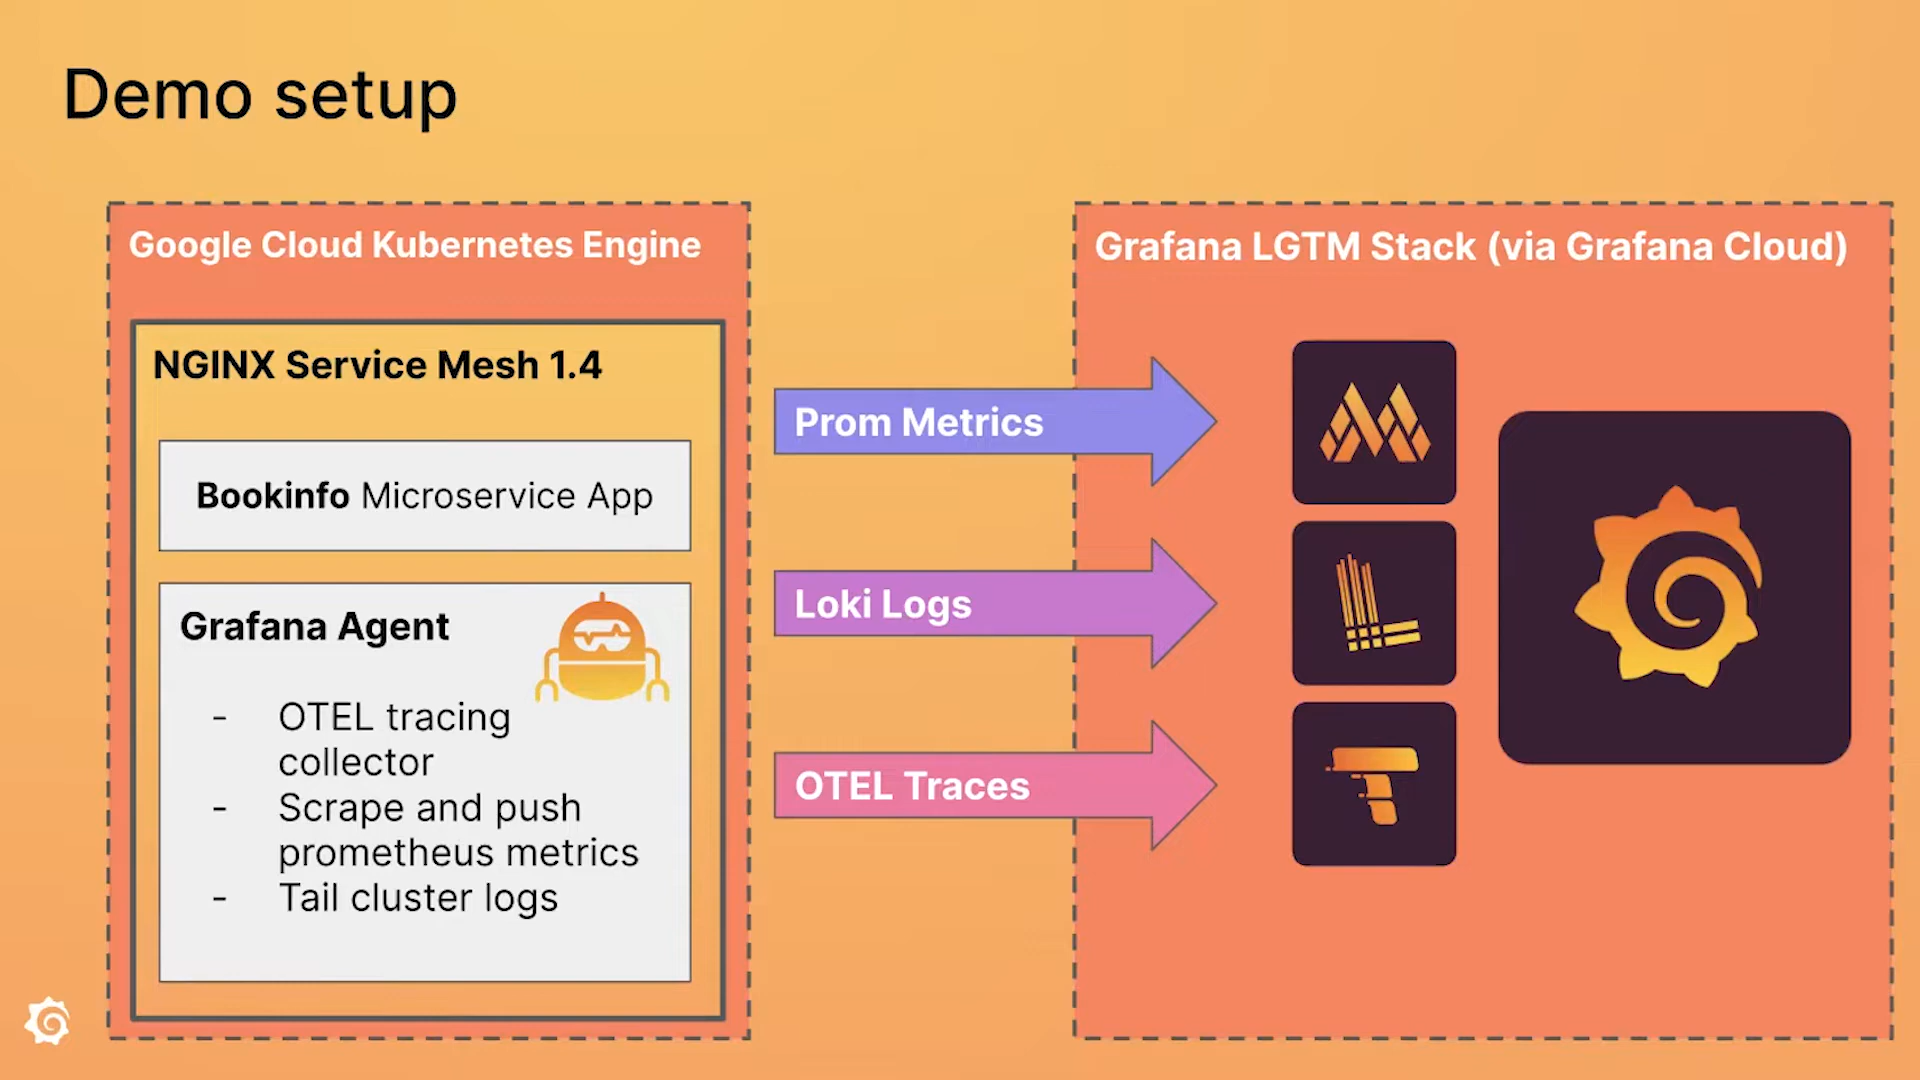 Demo setup
Google Cloud Kubernetes Engine
NGINX Service Mesh 1.4
Bookinfo Microservice App
Grafana Agent
- OTEL tracing
collector
- Scrape and push
prometheus metrics
- Tail cluster logs
Prom Metrics
Loki Logs
OTEL Traces
Grafana LGTM Stack (via Grafana Cloud)